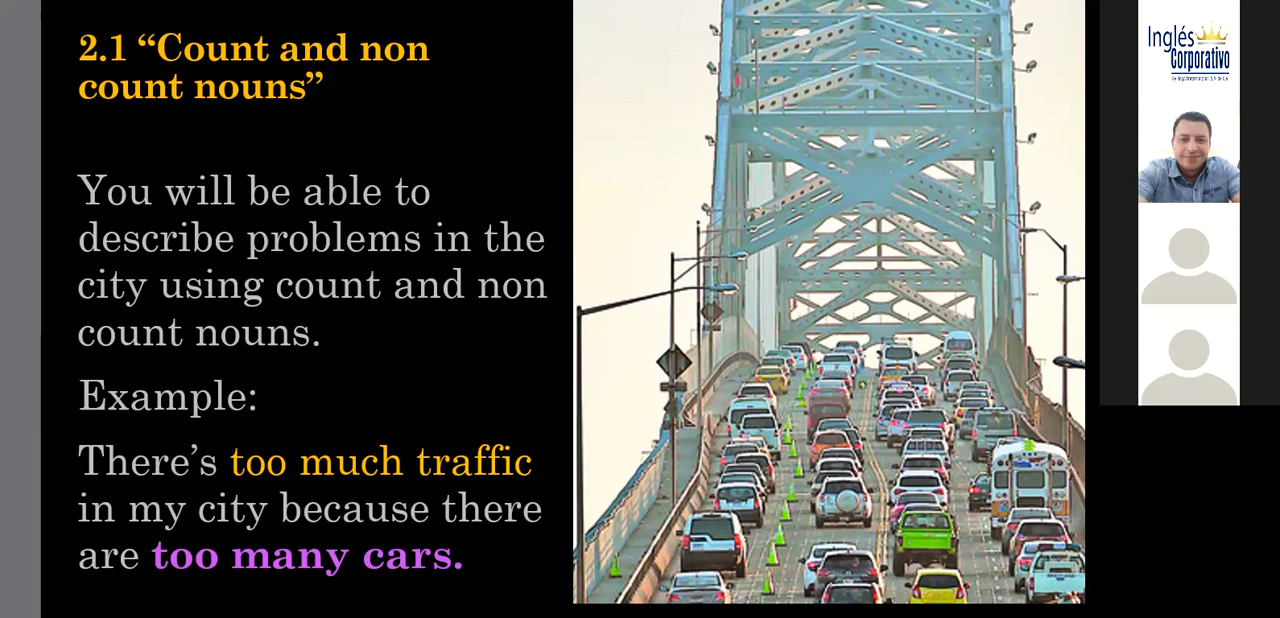 2.1 “Count and non
count nouns”
You will be able to
describe problems in the
city using count and non
count nouns.
Example:
There’s too much traffic
in my city because there
are too many cars.
Inglés
Corporativo